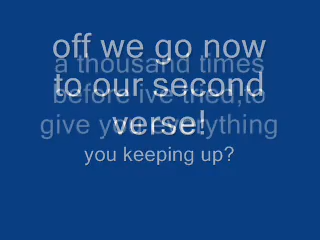 off we go now
to our second
verse!
a thousand times
before ive tried,to
give you everything
you keeping up?